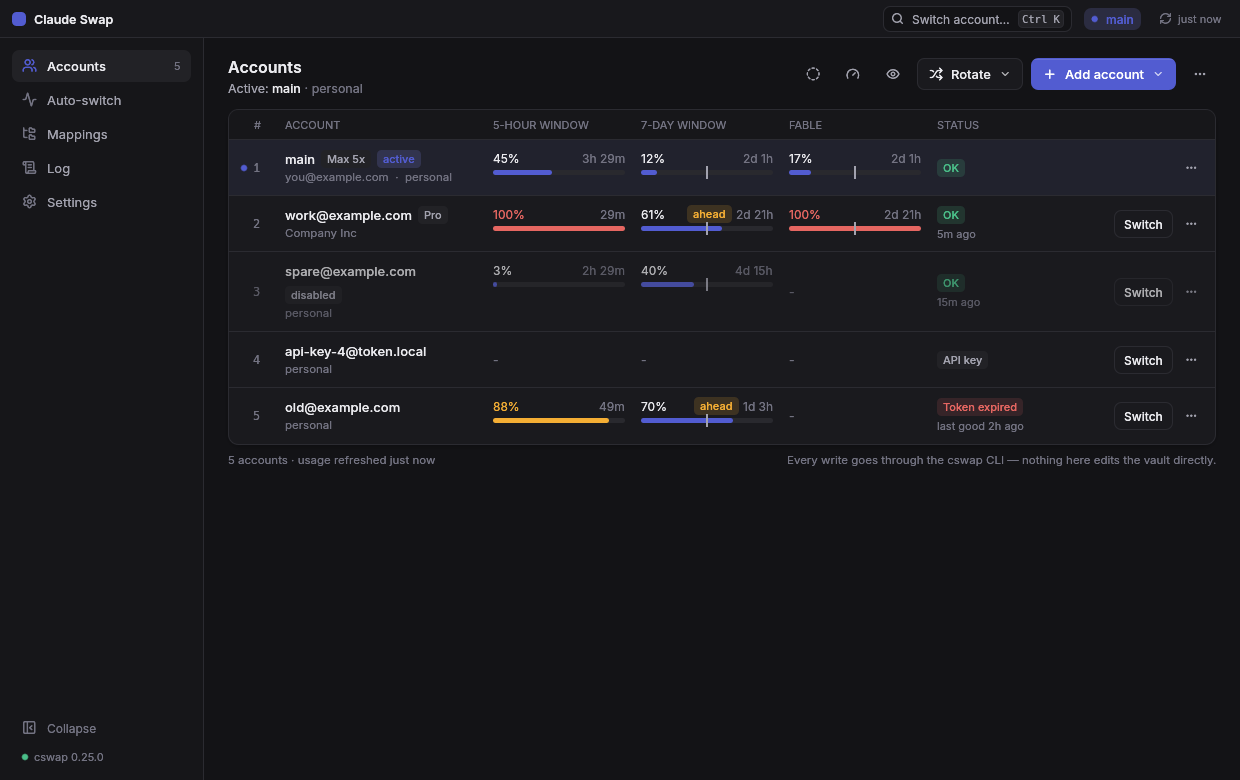 Claude Swap
Switch account... Ctrl K
main
just now
Accounts 5
Auto-switch
Mappings
Log
Settings
Collapse
cswap 0.25.0
Accounts
Active: main · personal
Rotate
Add account
# ACCOUNT 5-HOUR WINDOW 7-DAY WINDOW FABLE STATUS
1 main Max 5x active 45% 3h 29m 12% 2d 1h 17% 2d 1h OK
you@example.com · personal
2 work@example.com Pro 100% 29m 61% ahead 2d 21h 100% 2d 21h OK Switch
Company Inc 5m ago
3 spare@example.com 3% 2h 29m 40% 4d 15h - OK Switch
disabled 15m ago
personal
4 api-key-4@token.local - - - API key Switch
personal
5 old@example.com 88% 49m 70% ahead 1d 3h - Token expired Switch
personal last good 2h ago
5 accounts · usage refreshed just now
Every write goes through the cswap CLI — nothing here edits the vault directly.